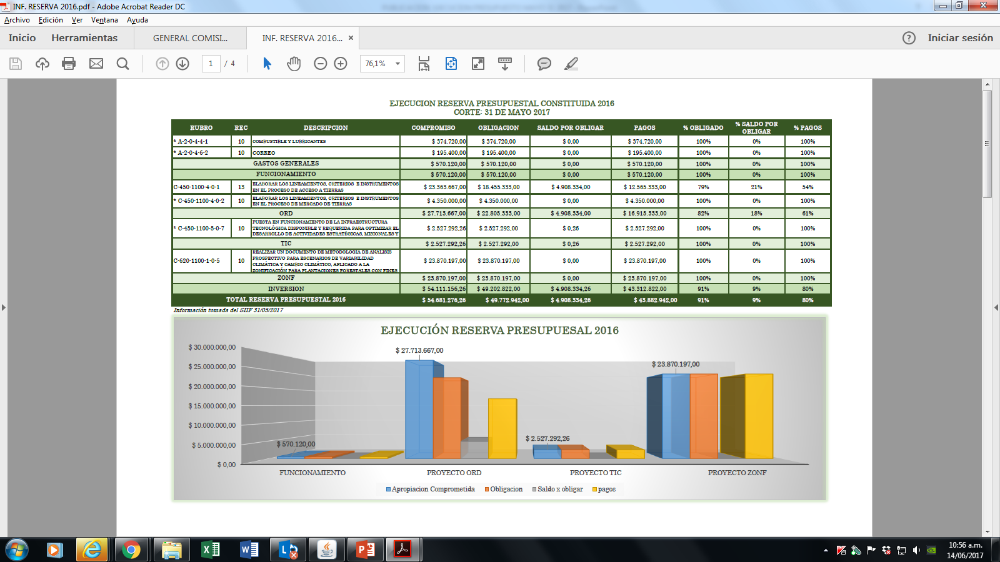 INF. RESERVA 2016.pdf - Adobe Acrobat Reader DC
Archivo Edición Ver Ventana Ayuda
Inicio Herramientas GENERAL COMISI... INF. RESERVA 2016... × ? Iniciar sesión
1 / 4 76,1%
EJECUCION RESERVA PRESUPUESTAL CONSTITUIDA 2016
CORTE: 31 DE MAYO 2017
RUBRO REC DESCRIPCION COMPROMISO OBLIGACION SALDO POR OBLIGAR PAGOS % OBLIGADO % SALDO POR OBLIGAR % PAGOS
* A-2-0-4-4-1 10 COMBUSTIBLE Y LUBRICANTES $ 374.720,00 $ 374.720,00 $ 0,00 $ 374.720,00 100% 0% 100%
* A-2-0-4-6-2 10 CORREO $ 195.400,00 $ 195.400,00 $ 0,00 $ 195.400,00 100% 0% 100%
GASTOS GENERALES $ 570.120,00 $ 570.120,00 $ 0,00 $ 570.120,00 100% 0% 100%
FUNCIONAMIENTO $ 570.120,00 $ 570.120,00 $ 0,00 $ 570.120,00 100% 0% 100%
C-450-1100-4-0-1 13 ELABORAR LOS LINEAMIENTOS, CRITERIOS E INSTRUMENTOS
EN EL PROCESO DE ACCESO A TIERRAS $ 23.363.667,00 $ 18.455.333,00 $ 4.908.334,00 $ 12.565.333,00 79% 21% 54%
* C-450-1100-4-0-2 10 ELABORAR LOS LINEAMIENTOS, CRITERIOS E INSTRUMENTOS
EN EL PROCESO DE MERCADO DE TIERRAS $ 4.350.000,00 $ 4.350.000,00 $ 0,00 $ 4.350.000,00 100% 0% 100%
ORD $ 27.713.667,00 $ 22.805.333,00 $ 4.908.334,00 $ 16.915.333,00 82% 18% 61%
* C-450-1100-5-0-7 10 PUESTA EN FUNCIONAMIENTO DE LA INFRAESTRUCTURA
TECNOLÓGICA DISPONIBLE Y REQUERIDA PARA OPTIMIZAR EL
DESARROLLO DE ACTIVIDADES ESTRATÉGICAS, MISIONALES Y $ 2.527.292,26 $ 2.527.292,00 $ 0,26 $ 2.527.292,00 100% 0% 100%
TIC $ 2.527.292,26 $ 2.527.292,00 $ 0,26 $ 2.527.292,00 100% 0% 100%
C-620-1100-1-0-5 10 REALIZAR UN DOCUMENTO DE METODOLOGIA DE ANALISIS
PROSPECTIVO PARA ESCENARIOS DE VARIABILIDAD
CLIMÁTICA Y CAMBIO CLIMÁTICO, APLICADO A LA
ZONIFICACIÓN PARA PLANTACIONES FORESTALES CON FINES $ 23.870.197,00 $ 23.870.197,00 $ 0,00 $ 23.870.197,00 100% 0% 100%
ZONF $ 23.870.197,00 $ 23.870.197,00 $ 0,00 $ 23.870.197,00 100% 0% 100%
INVERSION $ 54.111.156,26 $ 49.202.822,00 $ 4.908.334,26 $ 43.312.822,00 91% 9% 80%
TOTAL RESERVA PRESUPUESTAL 2016 $ 54.681.276,26 $ 49.772.942,00 $ 4.908.334,26 $ 43.882.942,00 91% 9% 80%
Información tomada del SIIF 31/05/2017
EJECUCIÓN RESERVA PRESUPUESAL 2016
$ 30.000.000,00
$ 25.000.000,00
$ 20.000.000,00
$ 15.000.000,00
$ 10.000.000,00
$ 5.000.000,00
$ 0,00
$ 570.120,00
$ 27.713.667,00
$ 2.527.292,26
$ 23.870.197,00
FUNCIONAMIENTO PROYECTO ORD PROYECTO TIC PROYECTO ZONF
Apropiacion Comprometida Obligacion Saldo x obligar pagos
10:56 a.m.
14/06/2017